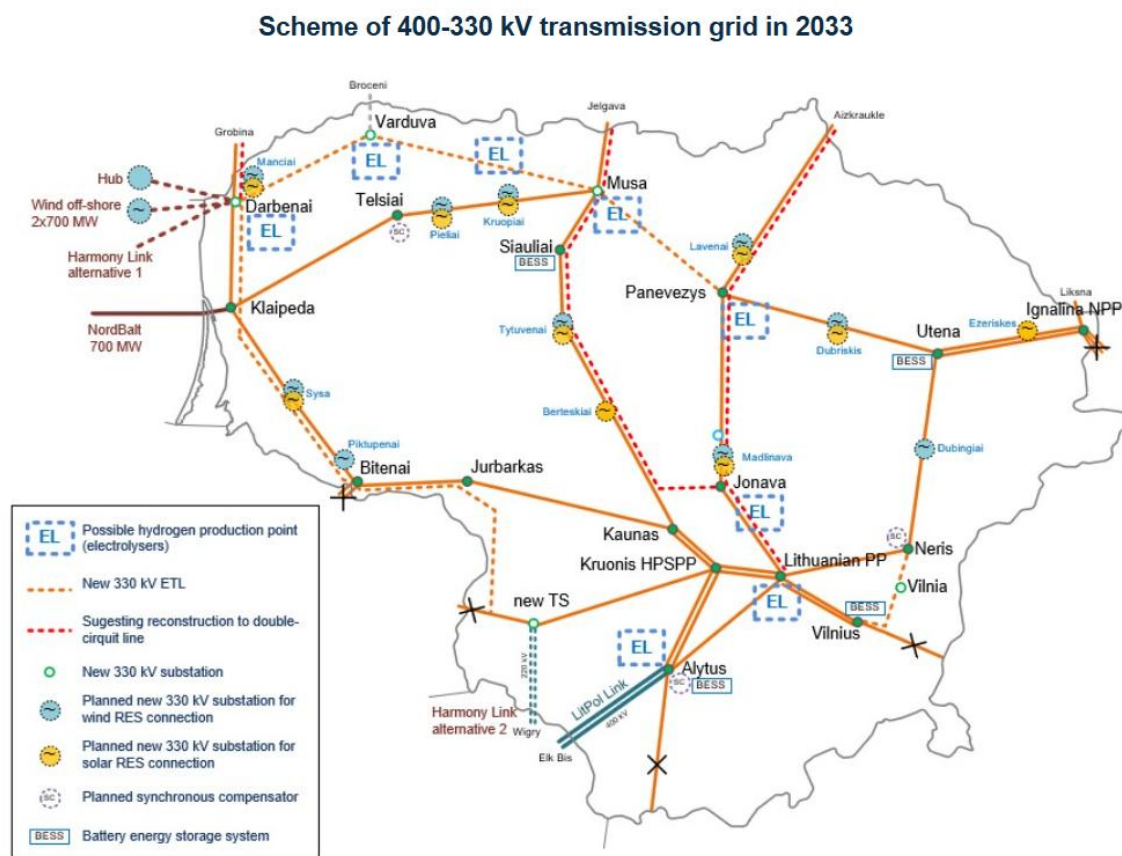 Scheme of 400-330 kV transmission grid in 2033
Broceni
Varduva
EL
EL
Jelgava
Aizkraukle
Grobina
Manciai
Hub
Wind off-shore
2x700 MW
Darbenai
EL
Harmony Link
alternative 1
Telsiai
SC
Pieliai
Kruopiai
Musa
EL
Siauliai
BESS
Lavenai
Klaipeda
NordBalt
700 MW
Panevezys
EL
Tytuvenai
Dubriskis
Utena
BESS
Ezeriskes
Liksna
Ignalina NPP
Sysa
Berteskiai
Piktupenai
Bitenai
Jurbarkas
Madlinava
Jonava
EL
Dubingiai
Kaunas
Kruonis HPSPP
Lithuanian PP
EL
SC
Neris
Vilnia
BESS
Vilnius
new TS
220 kV
Harmony Link
alternative 2
Wigry
EL
Alytus
SC
BESS
LitPol Link
400 kV
Elk Bis
EL
Possible hydrogen production point
(electrolysers)
New 330 kV ETL
Sugesting reconstruction to double-
cirquit line
New 330 kV substation
Planned new 330 kV substation for
wind RES connection
Planned new 330 kV substation for
solar RES connection
SC
Planned synchronous compensator
BESS
Battery energy storage system